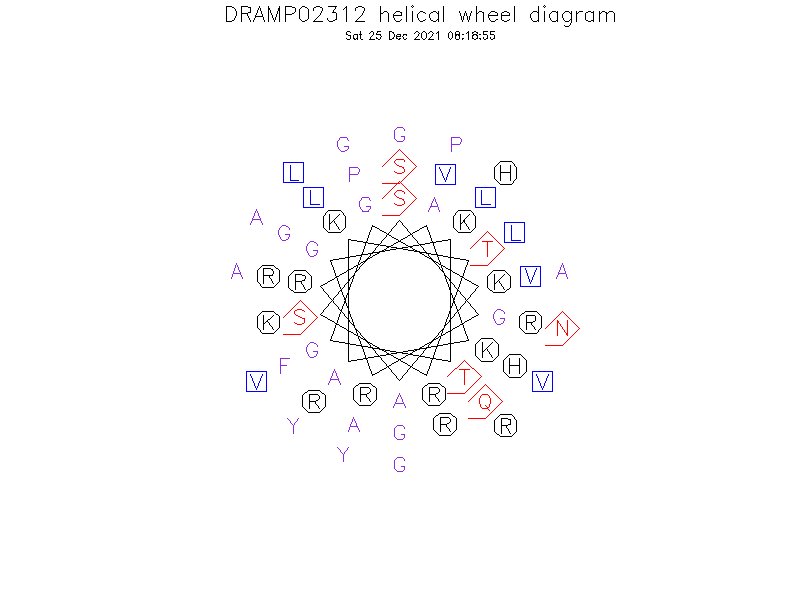 DRAMP02312 helical wheel diagram
Sat 25 Dec 2021 08:18:55
G
G P
S
L P V H
L S L
G A
A K K
G L
G T
A R R K V A
K S G R N
G K
F H
V A T V
R R A R Q
Y A R R
G
Y
G